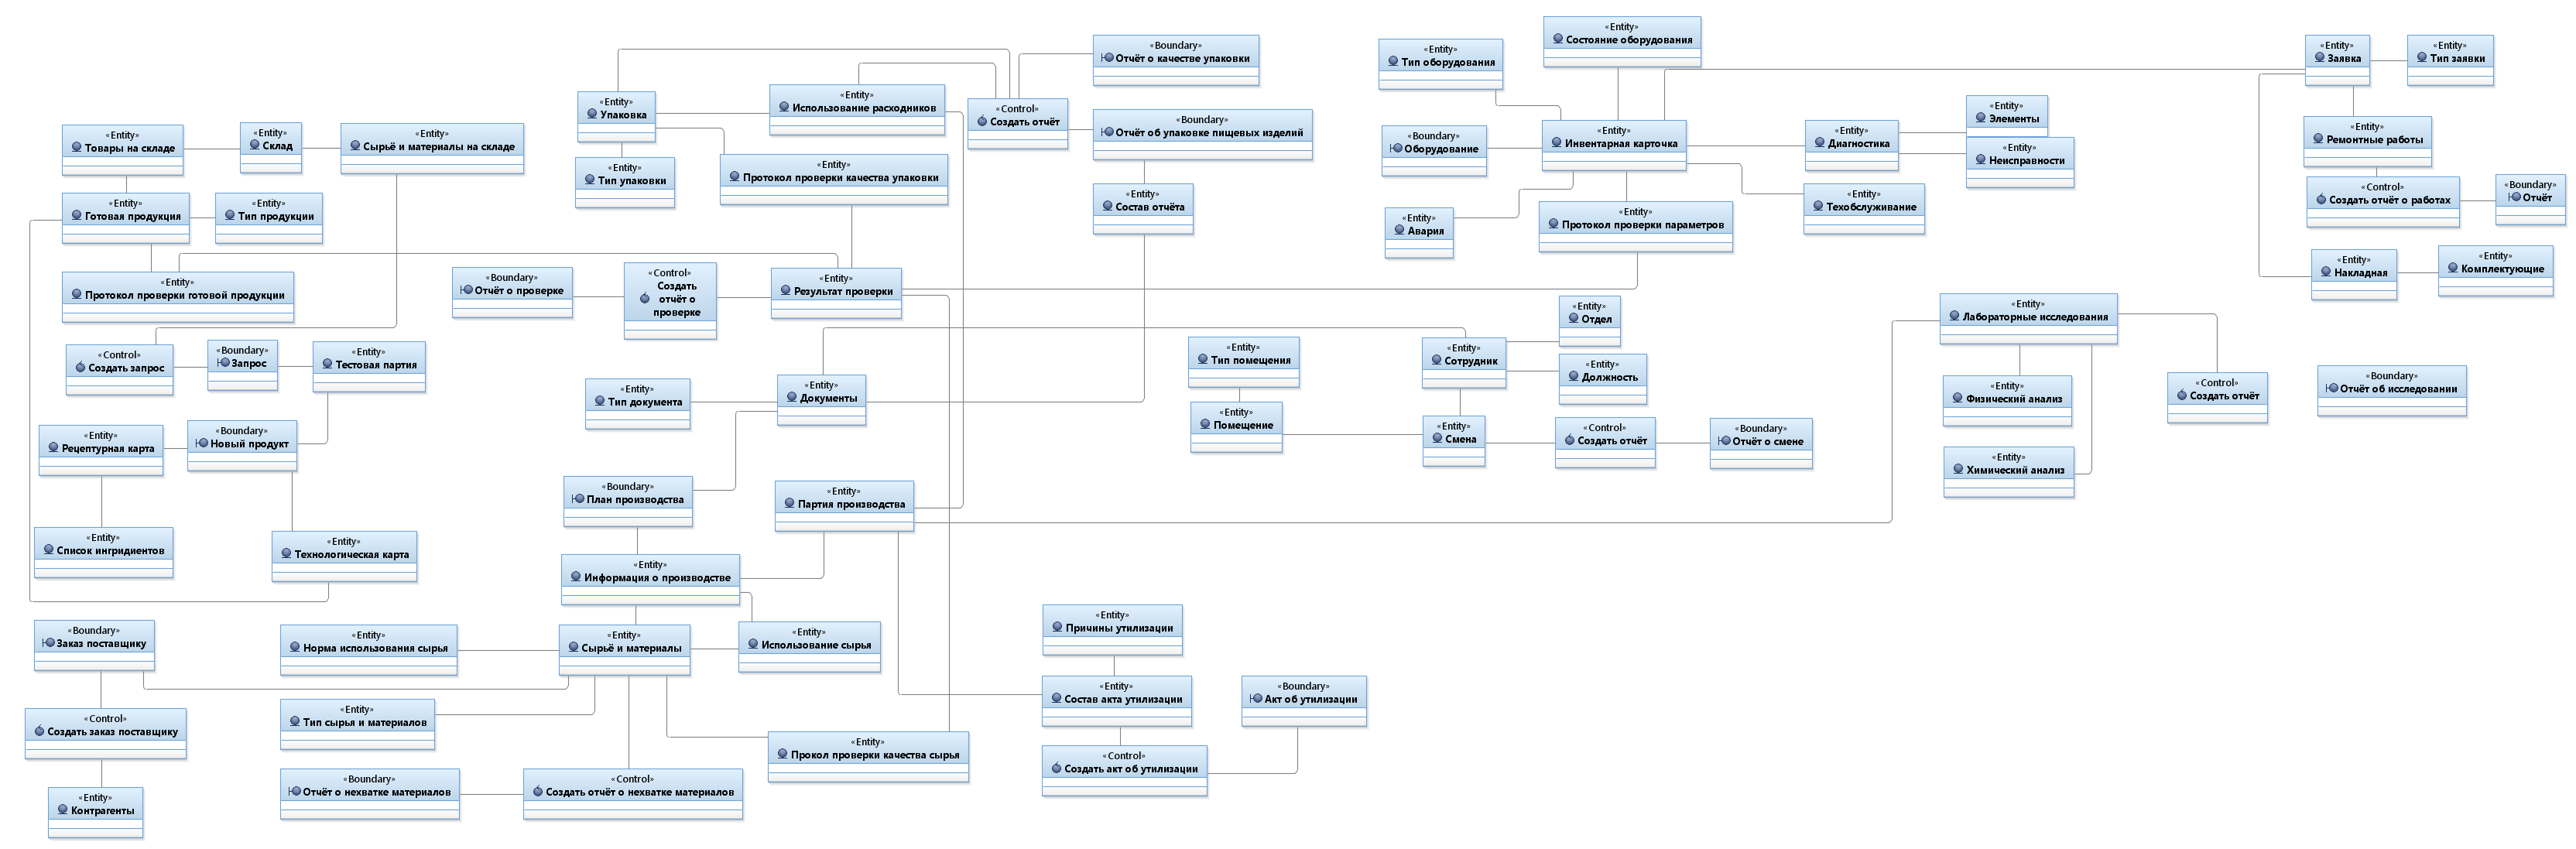 «Entity»
Состояние оборудования
«Boundary»
Отчёт о качестве упаковки
«Entity»
Тип оборудования
«Entity»
Заявка
«Entity»
Тип заявки
«Entity»
Упаковка
«Entity»
Использование расходников
«Control»
Создать отчёт
«Boundary»
Отчёт об упаковке пищевых изделий
«Entity»
Элементы
«Entity»
Товары на складе
«Entity»
Склад
«Entity»
Сырьё и материалы на складе
«Boundary»
Оборудование
«Entity»
Инвентарная карточка
«Entity»
Диагностика
«Entity»
Неисправности
«Entity»
Ремонтные работы
«Entity»
Тип упаковки
«Entity»
Протокол проверки качества упаковки
«Entity»
Состав отчёта
«Entity»
Техобслуживание
«Control»
Создать отчёт о работах
«Boundary»
Отчёт
«Entity»
Готовая продукция
«Entity»
Тип продукции
«Entity»
Авария
«Entity»
Протокол проверки параметров
«Entity»
Накладная
«Entity»
Комплектующие
«Entity»
Протокол проверки готовой продукции
«Boundary»
Отчёт о проверке
«Control»
Создать
отчёт о
проверке
«Entity»
Результат проверки
«Entity»
Отдел
«Entity»
Лабораторные исследования
«Control»
Создать запрос
«Boundary»
Запрос
«Entity»
Тестовая партия
«Entity»
Тип помещения
«Entity»
Сотрудник
«Entity»
Должность
«Entity»
Тип документа
«Entity»
Документы
«Entity»
Физический анализ
«Control»
Создать отчёт
«Boundary»
Отчёт об исследовании
«Entity»
Помещение
«Entity»
Смена
«Control»
Создать отчёт
«Boundary»
Отчёт о смене
«Entity»
Рецептурная карта
«Boundary»
Новый продукт
«Entity»
Химический анализ
«Boundary»
План производства
«Entity»
Партия производства
«Entity»
Список ингридиентов
«Entity»
Технологическая карта
«Entity»
Информация о производстве
«Boundary»
Заказ поставщику
«Entity»
Норма использования сырья
«Entity»
Сырьё и материалы
«Entity»
Использование сырья
«Entity»
Причины утилизации
«Entity»
Состав акта утилизации
«Boundary»
Акт об утилизации
«Control»
Создать заказ поставщику
«Entity»
Тип сырья и материалов
«Entity»
Прокол проверки качества сырья
«Control»
Создать акт об утилизации
«Entity»
Контрагенты
«Boundary»
Отчёт о нехватке материалов
«Control»
Создать отчёт о нехватке материалов